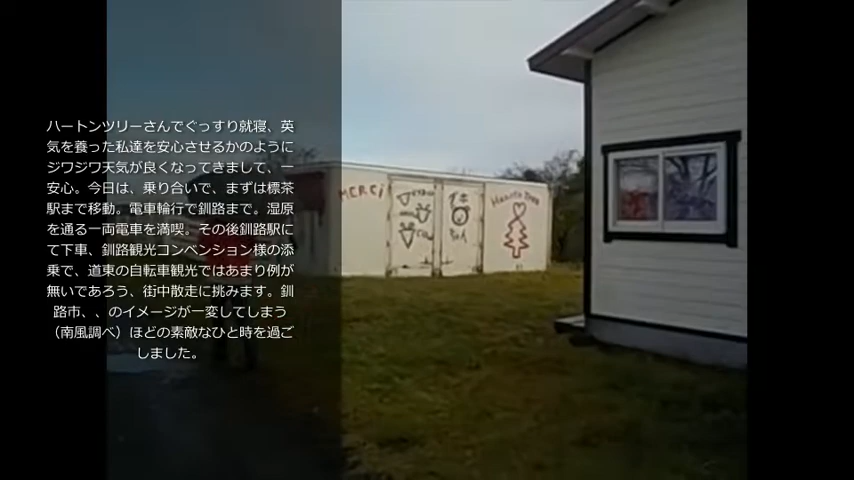 ハートンツリーさんでぐっすり就寝、英
気を養った私達を安心させるかのように
ジワジワ天気が良くなってきまして、一
安心。今日は、乗り合いで、まずは標茶
駅まで移動。電車輪行で釧路まで。湿原
を通る一両電車を満喫。その後釧路駅に
て下車、釧路観光コンベンション様の添
乗で、道東の自転車観光ではあまり例が
無いであろう、街中散走に挑みます。釧
路市、、のイメージが一変してしまう
（南風調べ）ほどの素敵なひと時を過ご
しました。
MERCI